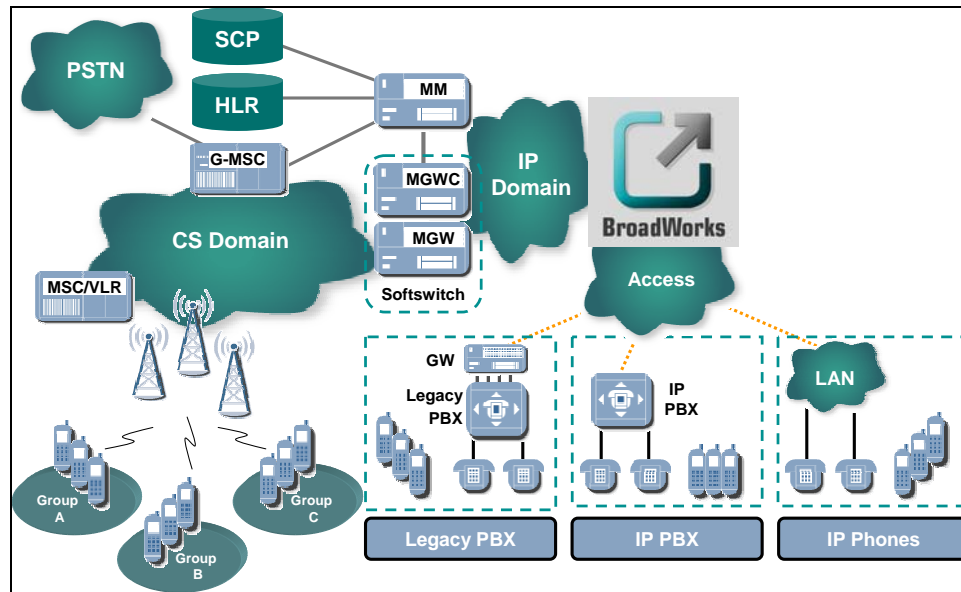 SCP
PSTN
HLR
MM
G-MSC
IP
Domain
MGWC
BroadWorks
CS Domain
MGW
MSC/VLR
Softswitch
Access
GW
Legacy
PBX
IP
PBX
LAN
Group
A
Group
B
Group
C
Legacy PBX
IP PBX
IP Phones